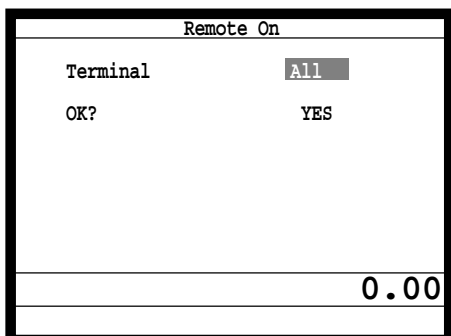 Remote On
Terminal All
OK? YES
0.00